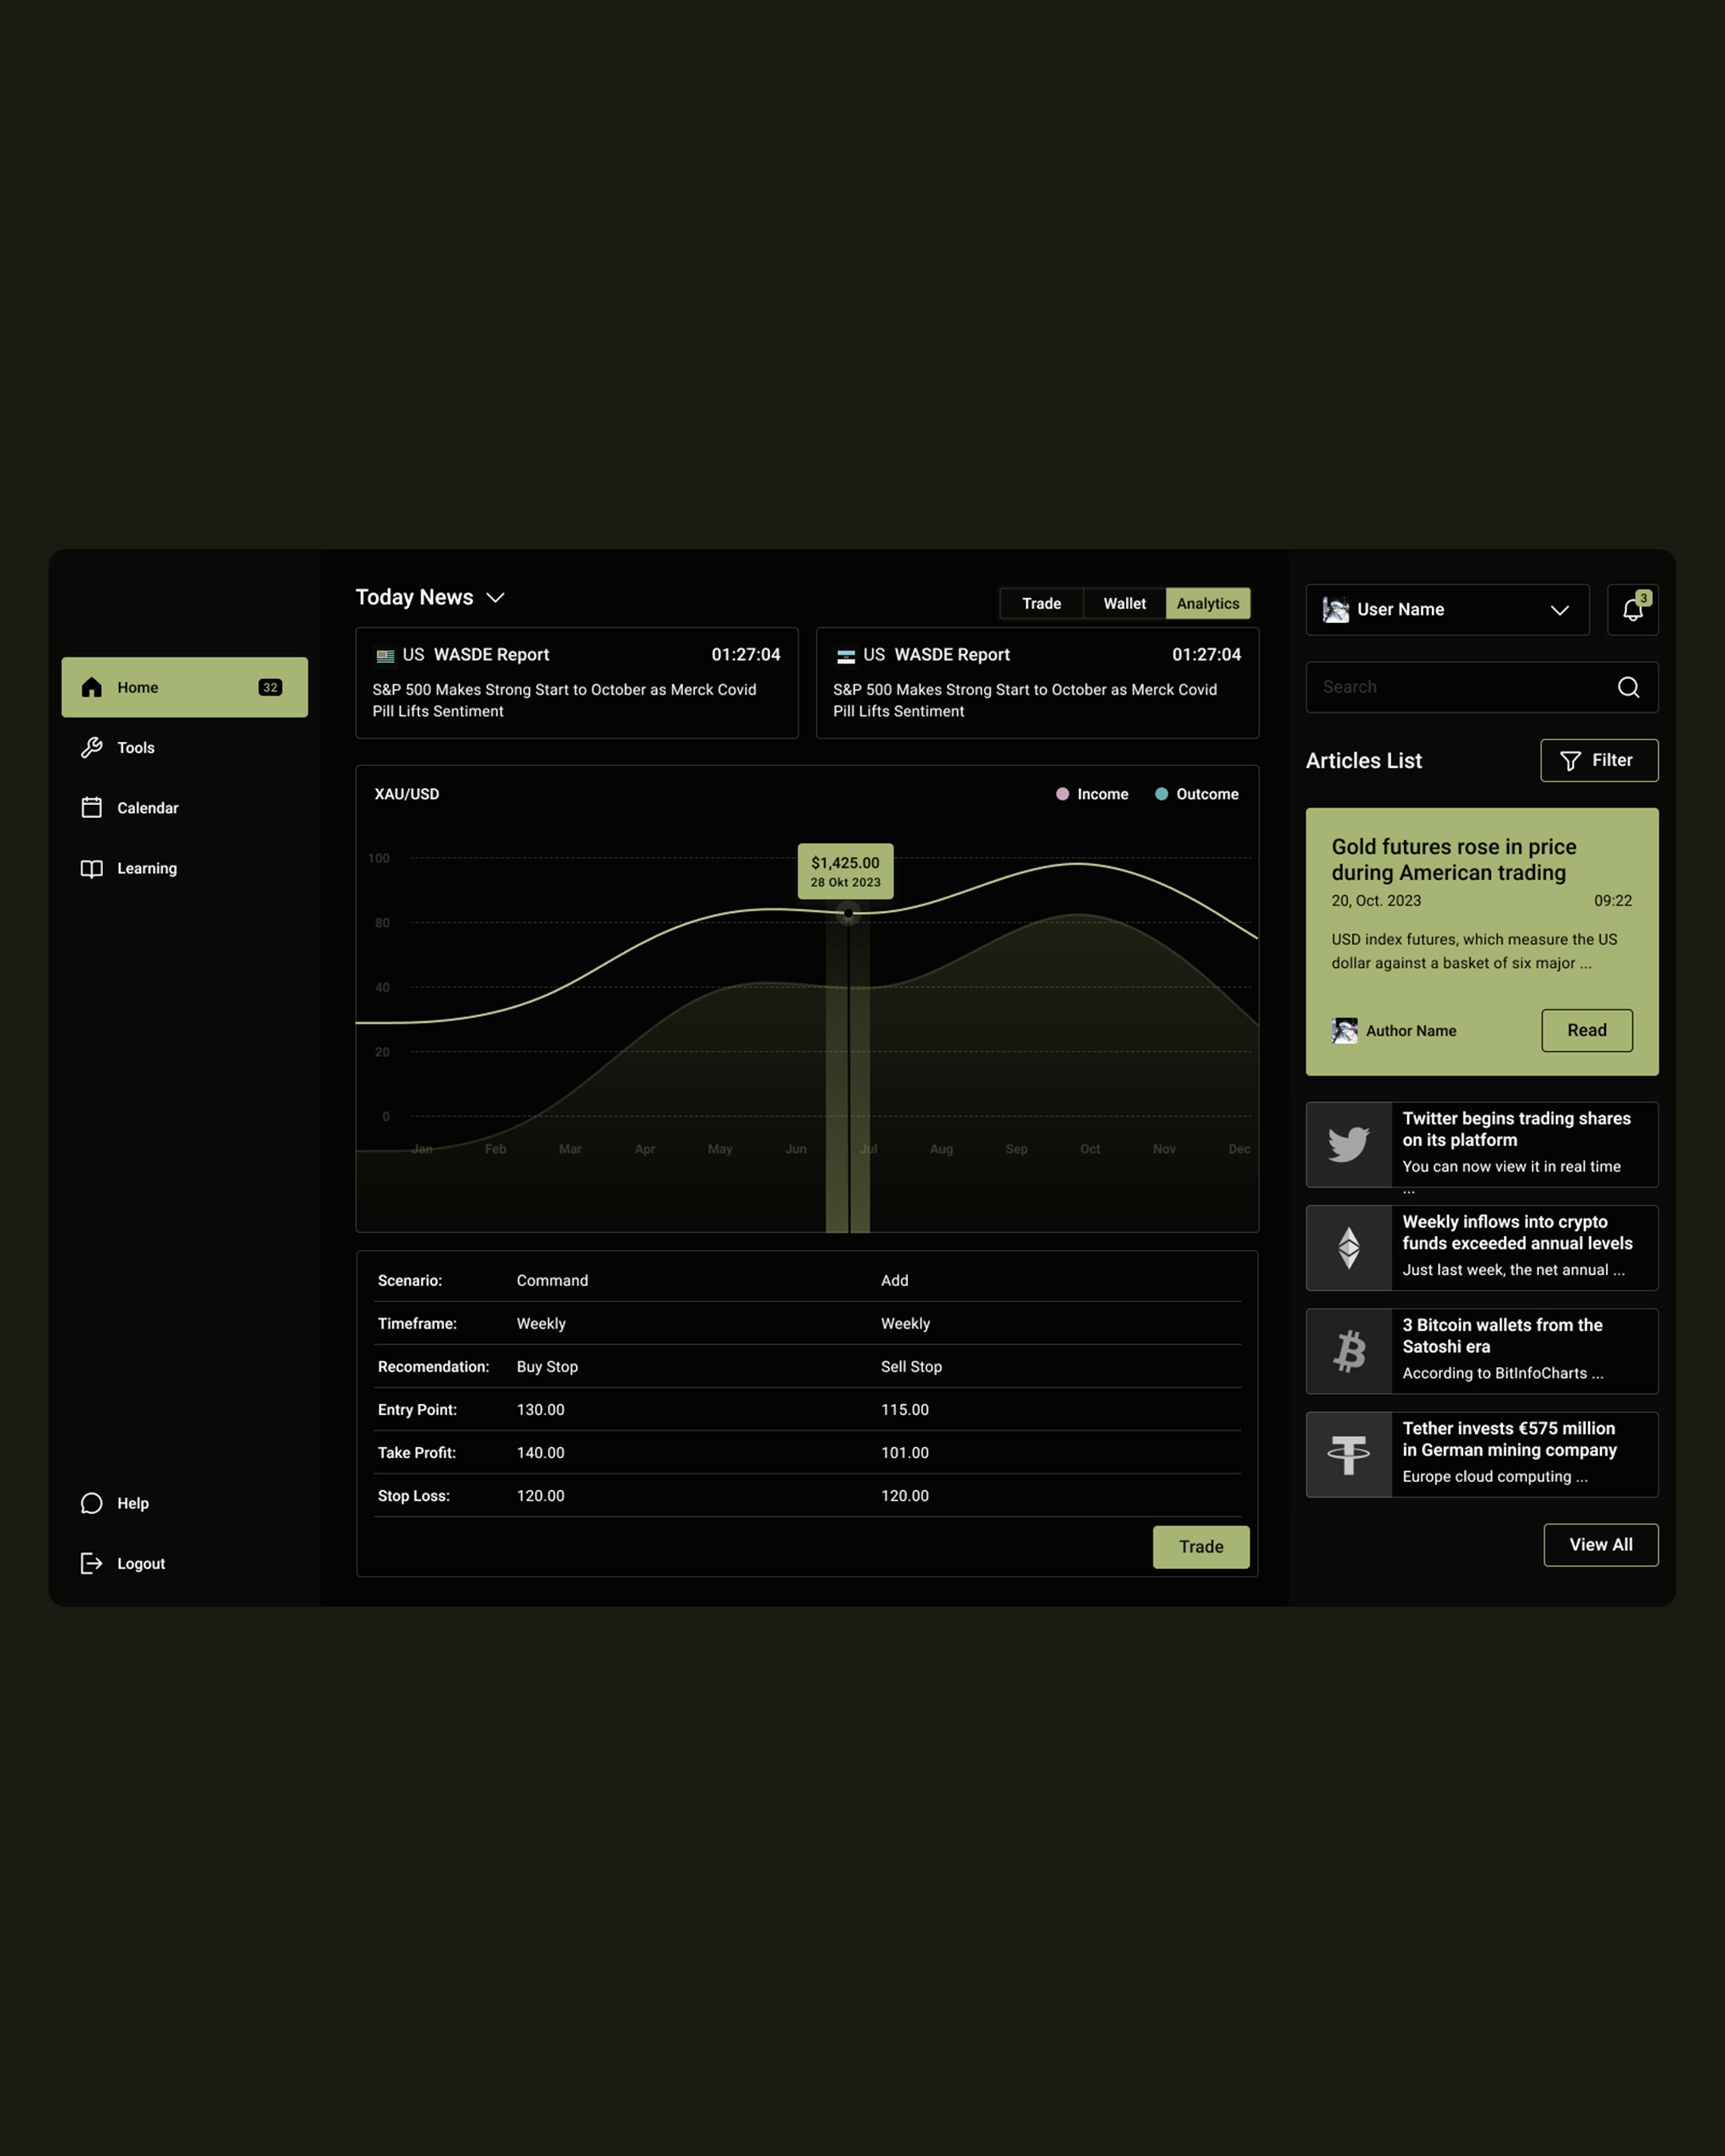 Home
32
Tools
Calendar
Learning
Help
Logout
Today News
Trade
Wallet
Analytics
US WASDE Report 01:27:04
S&P 500 Makes Strong Start to October as Merck Covid
Pill Lifts Sentiment
US WASDE Report 01:27:04
S&P 500 Makes Strong Start to October as Merck Covid
Pill Lifts Sentiment
XAU/USD
Income
Outcome
$1,425.00
28 Okt 2023
100
80
40
20
0
Jan Feb Mar Apr May Jun Jul Aug Sep Oct Nov Dec
Scenario: Command Add
Timeframe: Weekly Weekly
Recomendation: Buy Stop Sell Stop
Entry Point: 130.00 115.00
Take Profit: 140.00 101.00
Stop Loss: 120.00 120.00
Trade
User Name
3
Search
Articles List
Filter
Gold futures rose in price
during American trading
20, Oct. 2023 09:22
USD index futures, which measure the US
dollar against a basket of six major ...
Author Name
Read
Twitter begins trading shares
on its platform
You can now view it in real time
...
Weekly inflows into crypto
funds exceeded annual levels
Just last week, the net annual ...
3 Bitcoin wallets from the
Satoshi era
According to BitInfoCharts ...
Tether invests €575 million
in German mining company
Europe cloud computing ...
View All